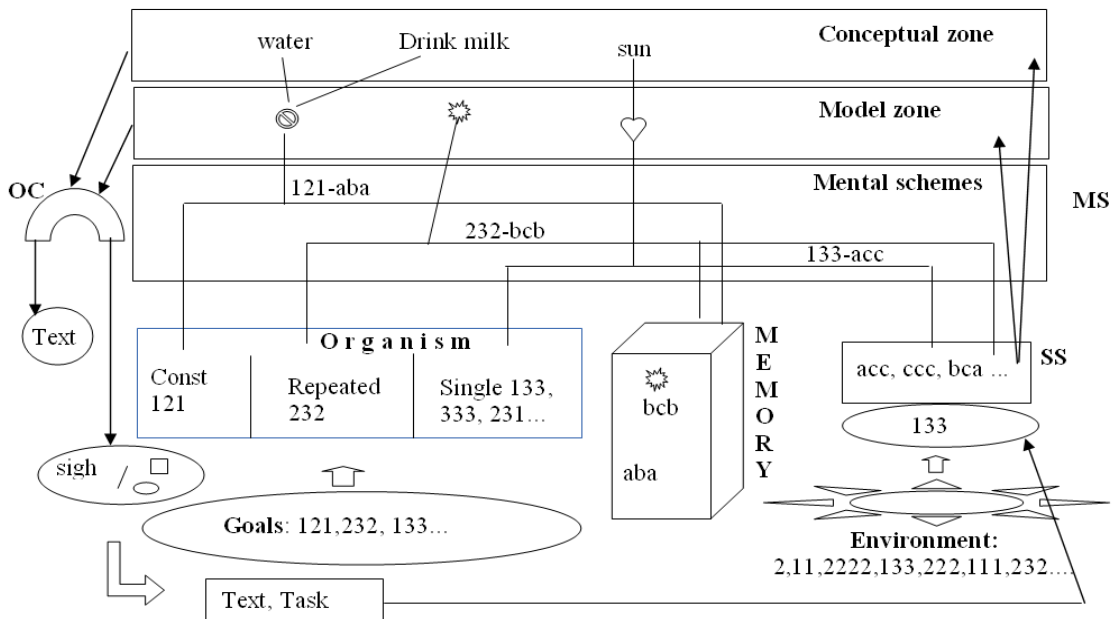 Conceptual zone
water
Drink milk
sun
Model zone
OC
121-aba
Mental schemes
MS
232-bcb
133-acc
Text
Organism
Const
121
Repeated
232
Single 133,
333, 231...
MEMORY
bcb
aba
acc, ccc, bca ...
SS
133
sigh
Goals: 121,232, 133...
Environment:
2,11,2222,133,222,111,232....
Text, Task